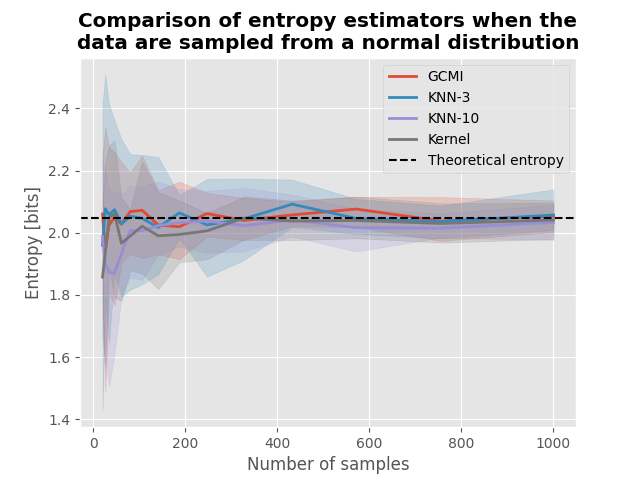 Comparison of entropy estimators when the
data are sampled from a normal distribution
GCMI
KNN-3
KNN-10
Kernel
Theoretical entropy
Entropy [bits]
2.4
2.2
2.0
1.8
1.6
1.4
0 200 400 600 800 1000
Number of samples